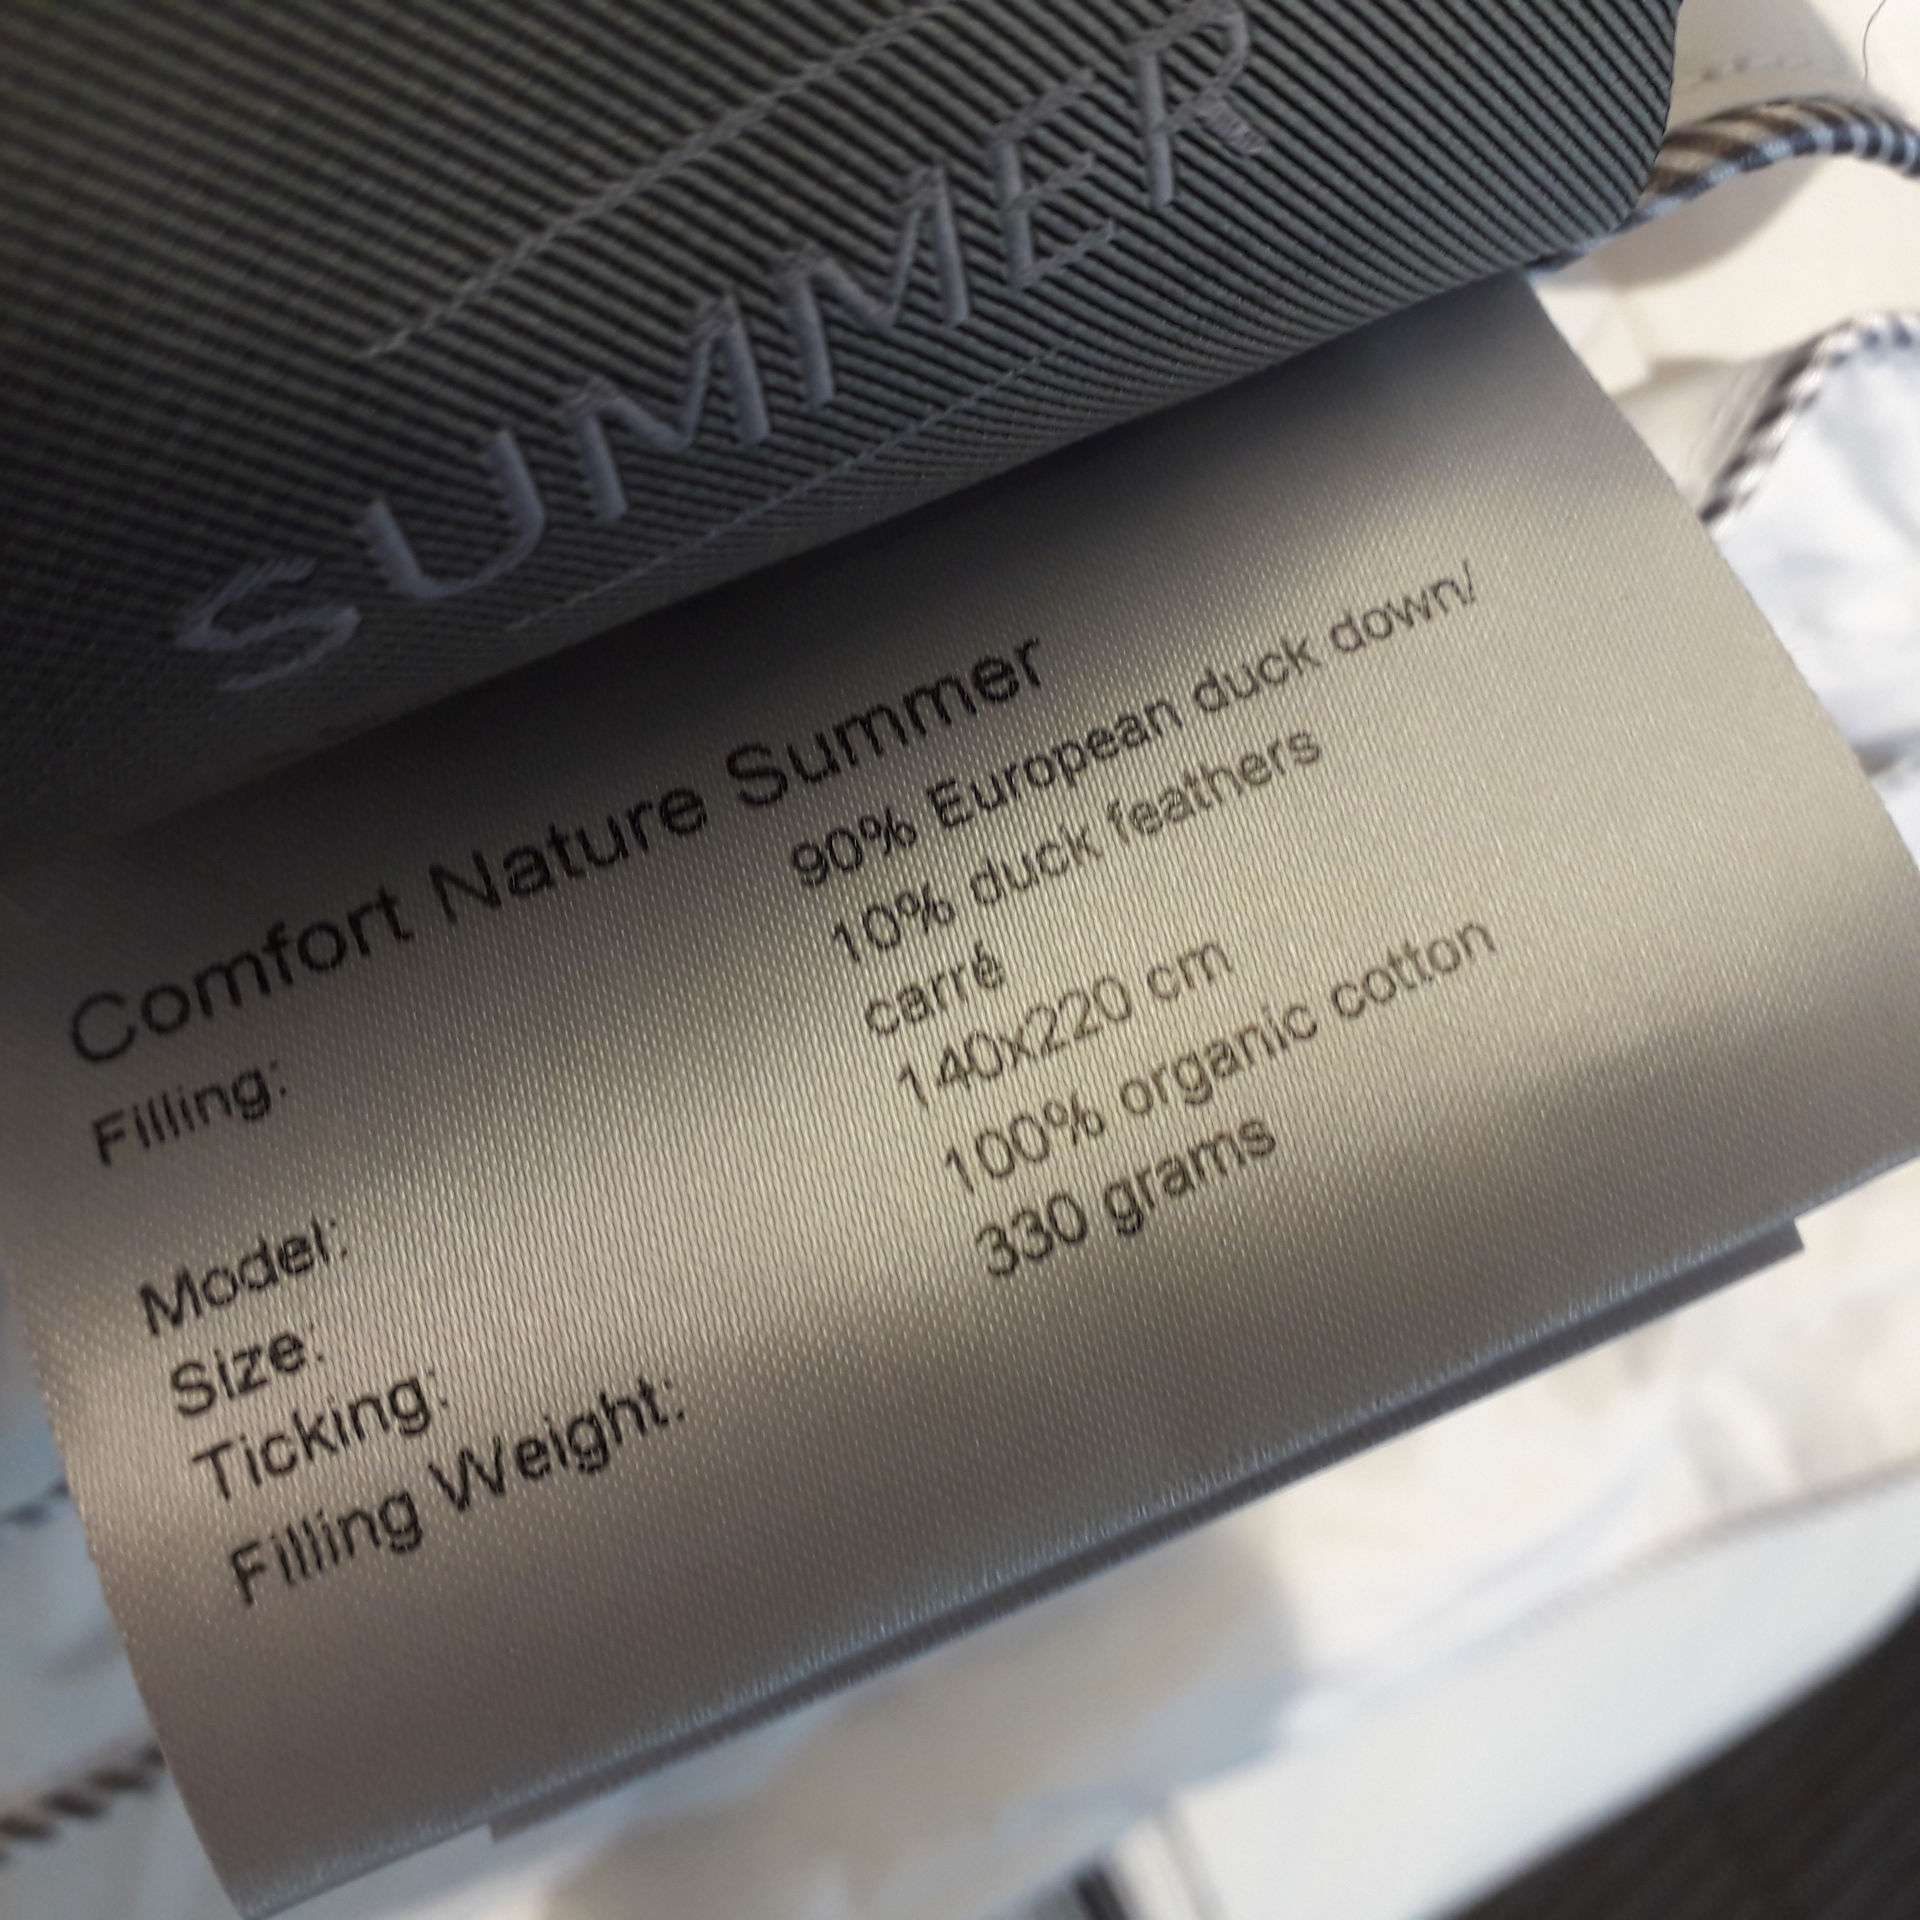 SUMMER
Comfort Nature Summer
Filling: 90% European duck down/
10% duck feathers
Model: carré
Size: 140x220 cm
Ticking: 100% organic cotton
Filling Weight: 330 grams